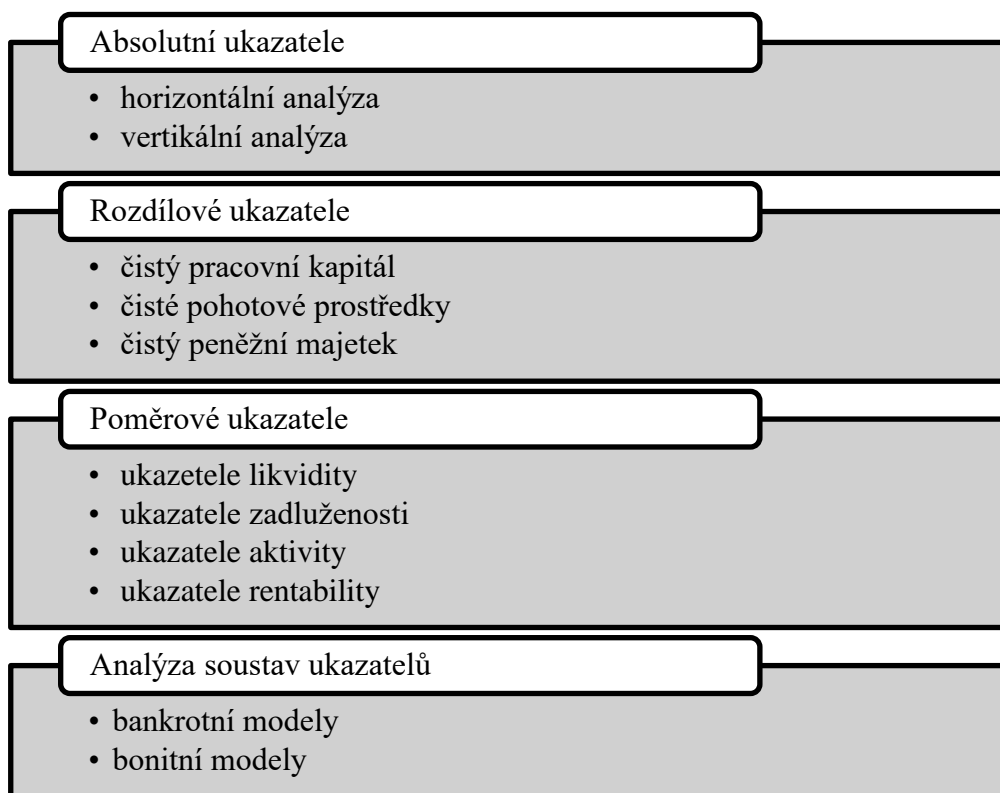 Absolutní ukazatele
• horizontální analýza
• vertikální analýza
Rozdílové ukazatele
• čistý pracovní kapitál
• čisté pohotové prostředky
• čistý peněžní majetek
Poměrové ukazatele
• ukazetele likvidity
• ukazatele zadluženosti
• ukazatele aktivity
• ukazatele rentability
Analýza soustav ukazatelů
• bankrotní modely
• bonitní modely